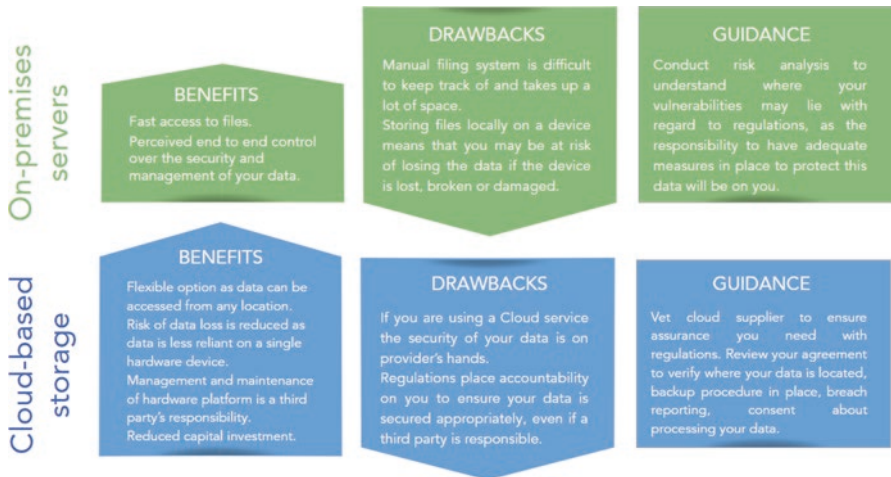 On-premises
servers
BENEFITS
Fast access to files.
Perceived end to end control
over the security and
management of your data.
DRAWBACKS
Manual filing system is difficult
to keep track of and takes up a
lot of space.
Storing files locally on a device
means that you may be at risk
of losing the data if the device
is lost, broken or damaged.
GUIDANCE
Conduct risk analysis to
understand where your
vulnerabilities may lie with
regard to regulations, as the
responsibility to have adequate
measures in place to protect this
data will be on you.
Cloud-based
storage
BENEFITS
Flexible option as data can be
accessed from any location.
Risk of data loss is reduced as
data is less reliant on a single
hardware device.
Management and maintenance
of hardware platform is a third
party's responsibility.
Reduced capital investment.
DRAWBACKS
If you are using a Cloud service
the security of your data is on
provider's hands.
Regulations place accountability
on you to ensure your data is
secured appropriately, even if a
third party is responsible.
GUIDANCE
Vet cloud supplier to ensure
assurance you need with
regulations. Review your agreement
to verify where your data is located,
backup procedure in place, breach
reporting, consent about
processing your data.